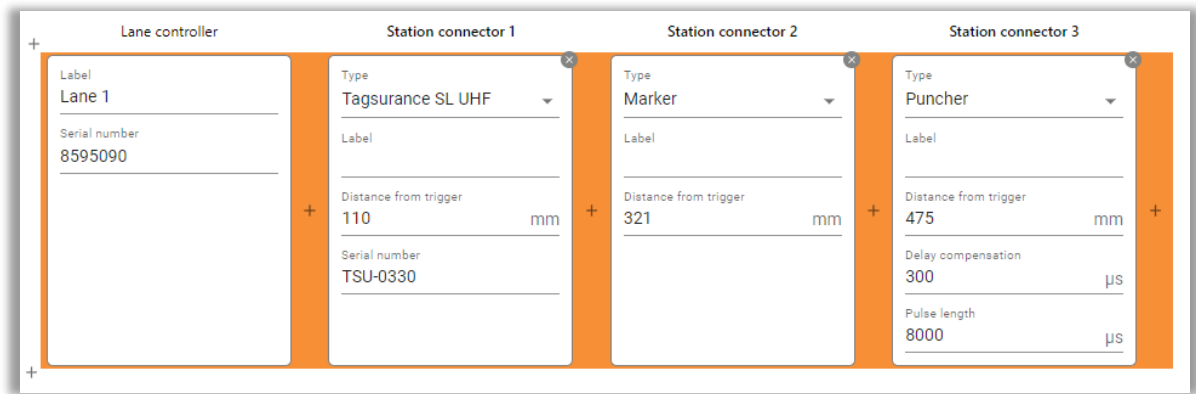 Lane controller
Station connector 1
Station connector 2
Station connector 3
Label
Lane 1
Serial number
8595090
Type
Tagsurance SL UHF
Label
Distance from trigger
110 mm
Serial number
TSU-0330
Type
Marker
Label
Distance from trigger
321 mm
Type
Puncher
Label
Distance from trigger
475 mm
Delay compensation
300 µs
Pulse length
8000 µs